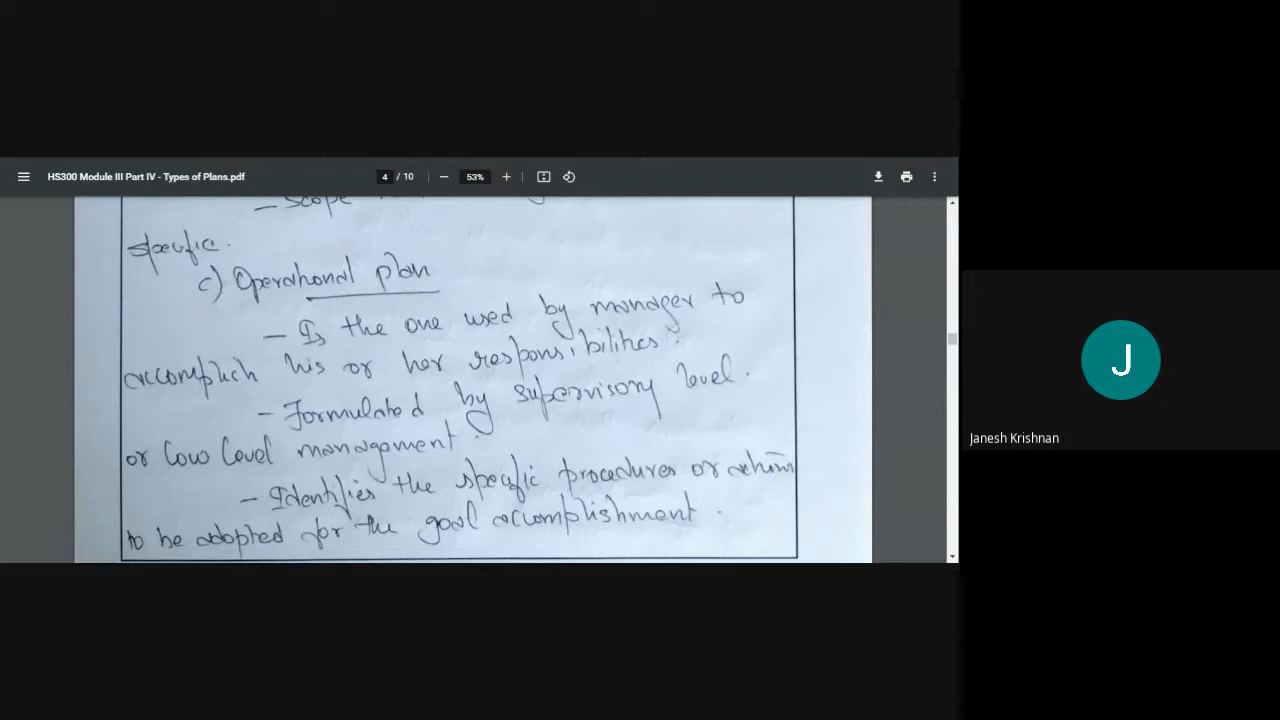 HS300 Module III Part IV - Types of Plans.pdf
4 / 10
53%
– Scope
specific.
c) Operational plan
– Is the one used by manager to
accomplish his or her responsibilities.
– Formulated by supervisory level.
or low level management.
– Identifies the specific procedures or action
to be adopted for the goal accomplishment.
J
Janesh Krishnan